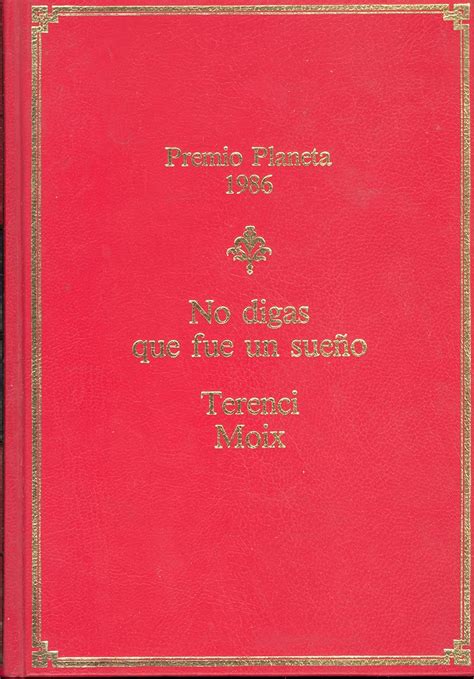 Premio Planeta
1986
No digas
que fue un sueño
Terenci
Moix